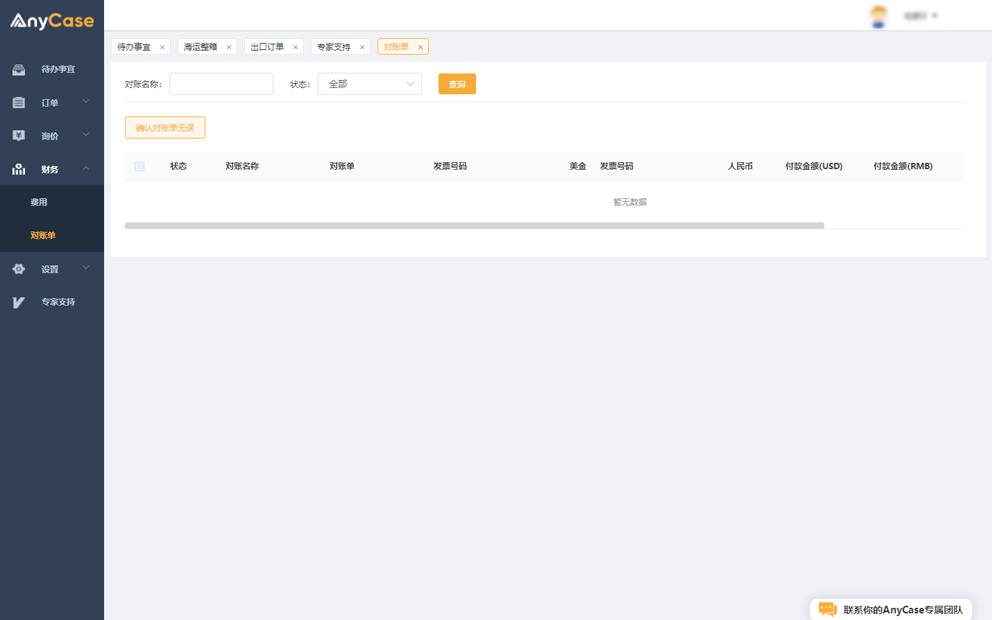 AnyCase
待办事宜 × 海运整箱 × 出口订单 × 专家支持 × 对账单 ×
待办事宜
订单
询价
财务
费用
对账单
设置
专家支持
对账名称: 状态: 全部 查询
确认对账单无误
状态 对账名称 对账单 发票号码 美金 发票号码 人民币 付款金额(USD) 付款金额(RMB)
暂无数据
联系你的AnyCase专属团队